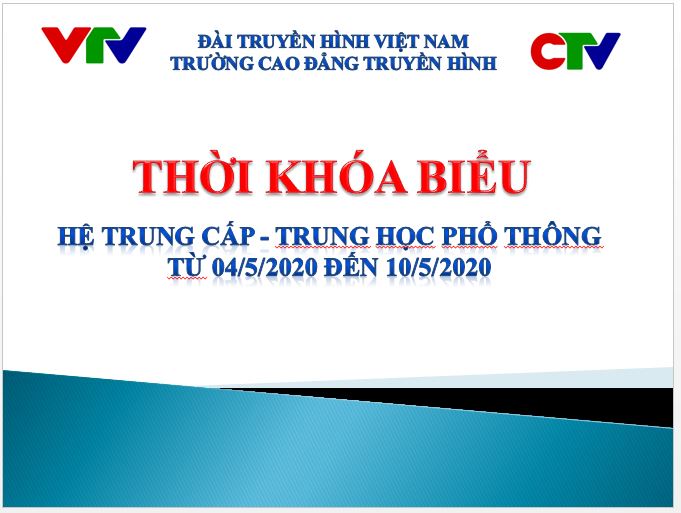 VTV
ĐÀI TRUYỀN HÌNH VIỆT NAM
TRƯỜNG CAO ĐẲNG TRUYỀN HÌNH
CTV
THỜI KHÓA BIỂU
HỆ TRUNG CẤP - TRUNG HỌC PHỔ THÔNG
TỪ 04/5/2020 ĐẾN 10/5/2020